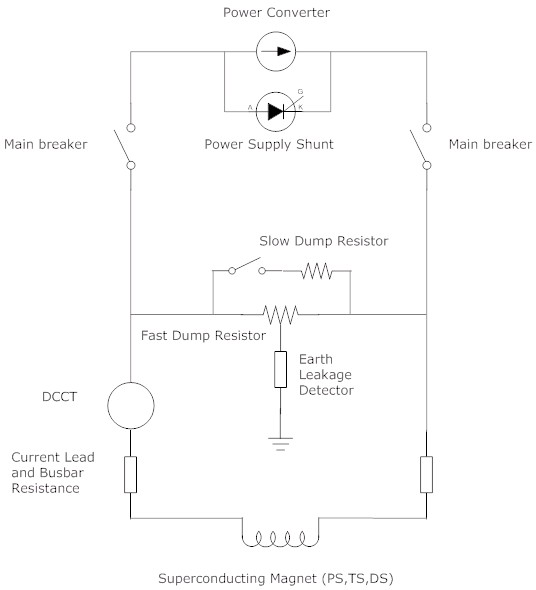 Power Converter
G
A
K
Main breaker
Power Supply Shunt
Main breaker
Slow Dump Resistor
Fast Dump Resistor
Earth
Leakage
Detector
DCCT
Current Lead
and Busbar
Resistance
Superconducting Magnet (PS,TS,DS)